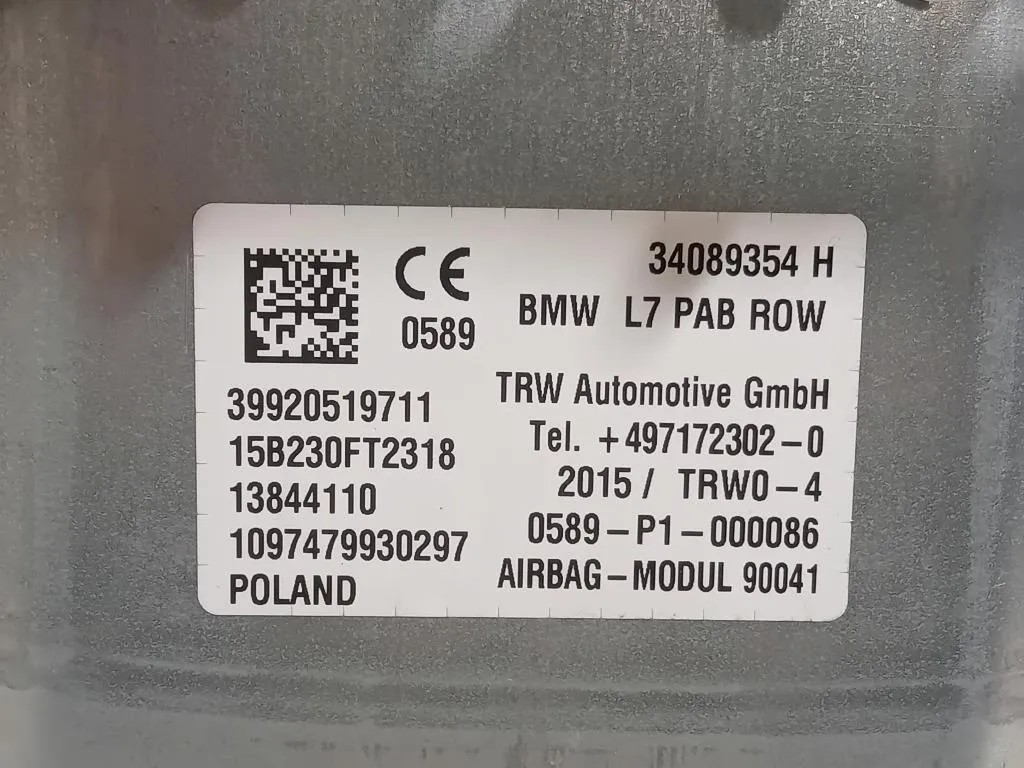 34089354 H
CE
0589
BMW L7 PAB ROW
39920519711
15B230FT2318
13844110
1097479930297
POLAND
TRW Automotive GmbH
Tel. +497172302-0
2015 / TRW0-4
0589-P1-000086
AIRBAG-MODUL 90041